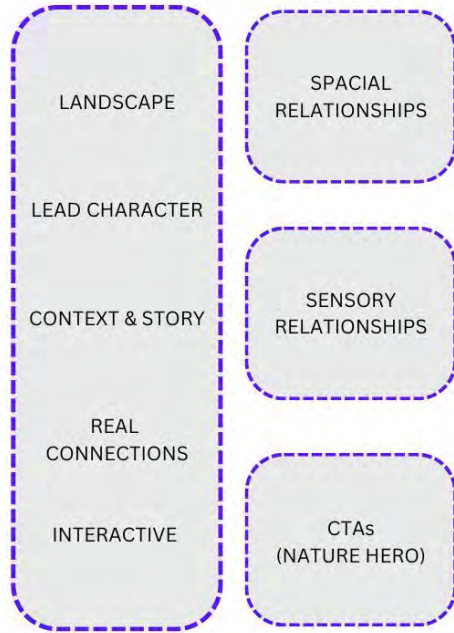 LANDSCAPE
LEAD CHARACTER
CONTEXT & STORY
REAL
CONNECTIONS
INTERACTIVE
SPACIAL
RELATIONSHIPS
SENSORY
RELATIONSHIPS
CTAs
(NATURE HERO)